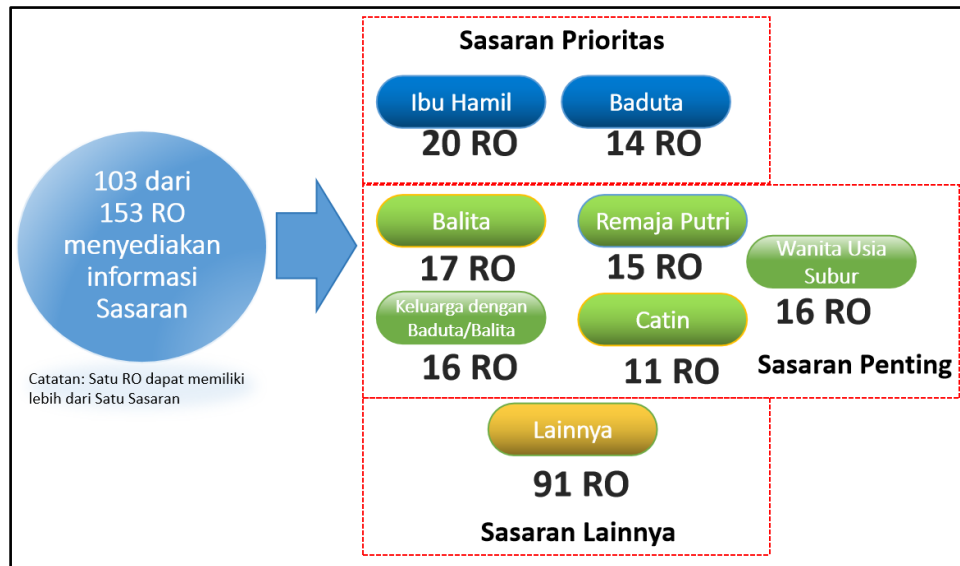 103 dari
153 RO
menyediakan
informasi
Sasaran
Catatan: Satu RO dapat memiliki
lebih dari Satu Sasaran
Sasaran Prioritas
Ibu Hamil
20 RO
Baduta
14 RO
Balita
17 RO
Remaja Putri
15 RO
Wanita Usia
Subur
16 RO
Keluarga dengan
Baduta/Balita
16 RO
Catin
11 RO
Sasaran Penting
Lainnya
91 RO
Sasaran Lainnya